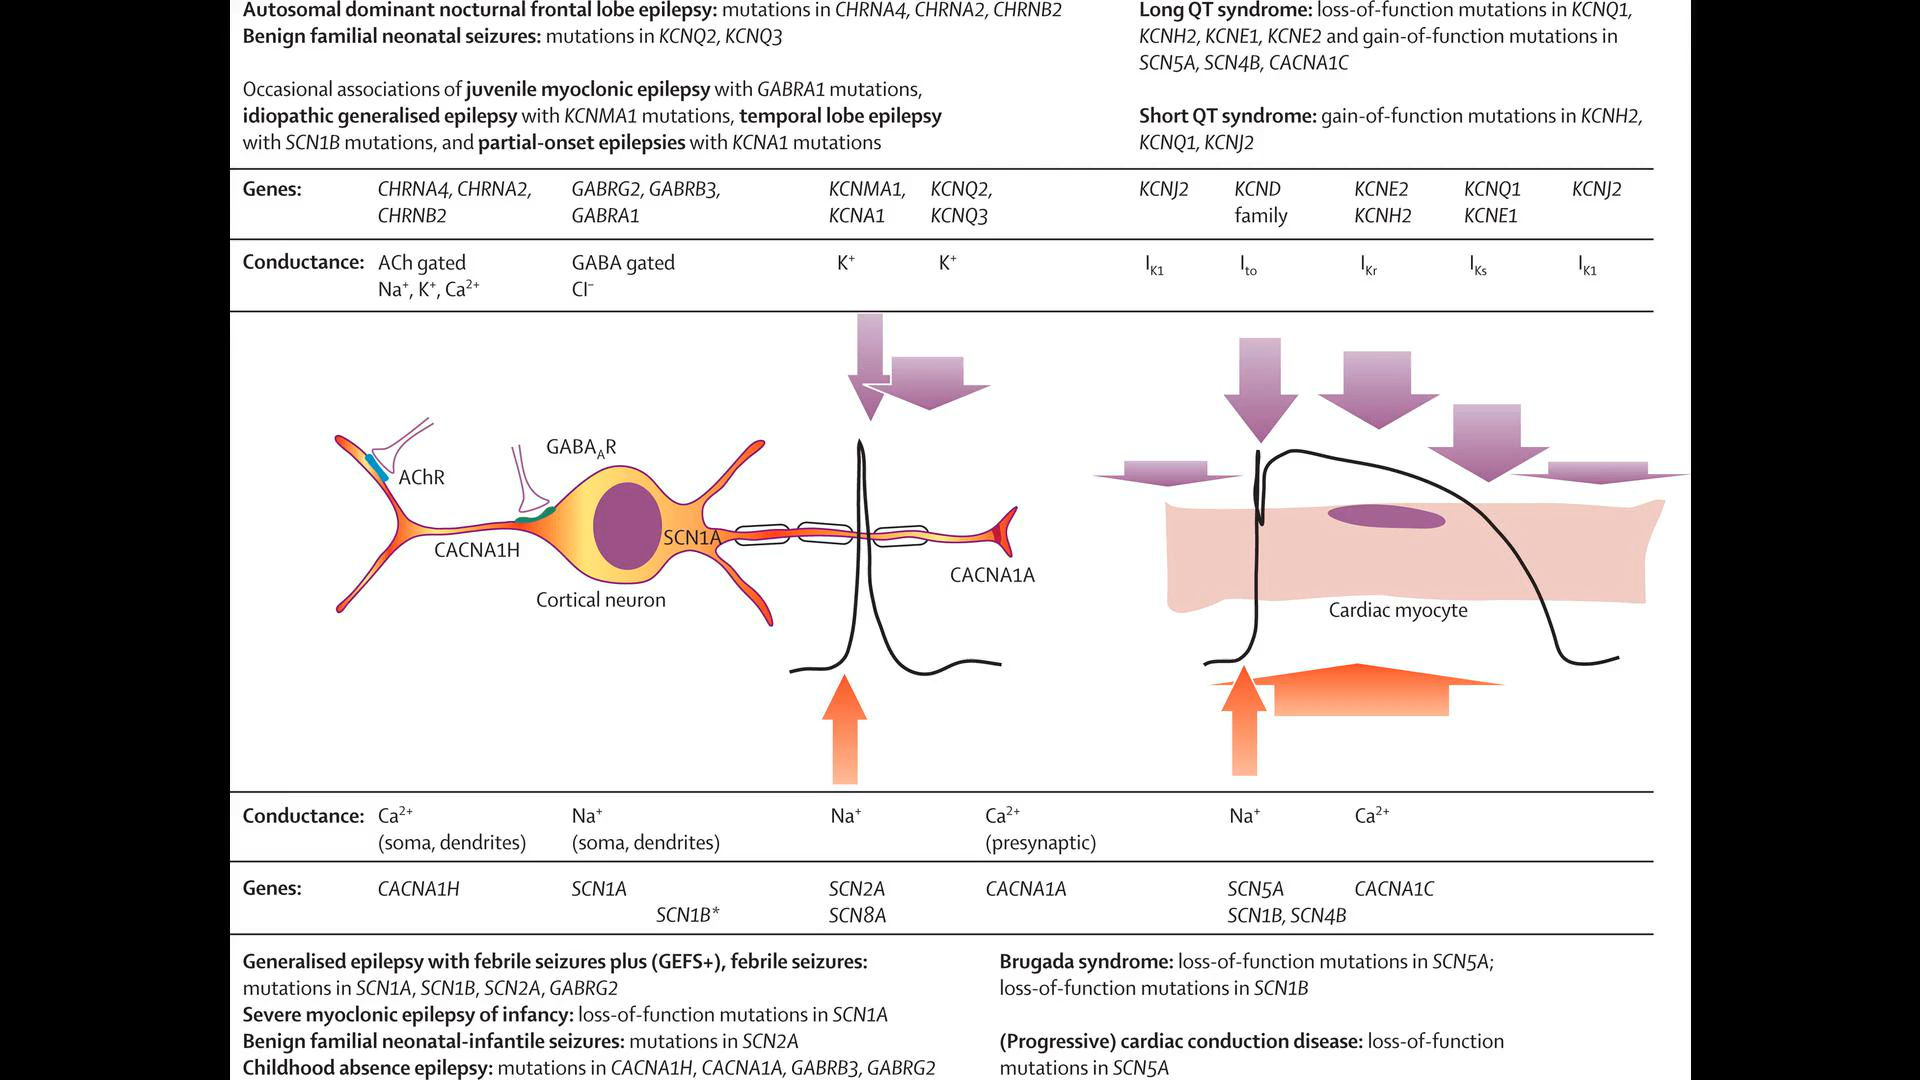 Autosomal dominant nocturnal frontal lobe epilepsy: mutations in CHRNA4, CHRNA2, CHRNB2
Benign familial neonatal seizures: mutations in KCNQ2, KCNQ3
Occasional associations of juvenile myoclonic epilepsy with GABRA1 mutations,
idiopathic generalised epilepsy with KCNMA1 mutations, temporal lobe epilepsy
with SCN1B mutations, and partial-onset epilepsies with KCNA1 mutations
Long QT syndrome: loss-of-function mutations in KCNQ1,
KCNH2, KCNE1, KCNE2 and gain-of-function mutations in
SCN5A, SCN4B, CACNA1C
Short QT syndrome: gain-of-function mutations in KCNH2,
KCNQ1, KCNJ2
Genes: CHRNA4, CHRNA2, GABRG2, GABRB3, KCNMA1, KCNQ2, KCNJ2 KCND KCNE2 KCNQ1 KCNJ2
CHRNB2 GABRA1 KCNA1 KCNQ3 family KCNH2 KCNE1
Conductance: ACh gated GABA gated K⁺ K⁺ I_K1 I_to I_Kr I_Ks I_K1
Na⁺, K⁺, Ca²⁺ Cl⁻
GABA_AR
AChR
SCN1A
CACNA1H
CACNA1A
Cortical neuron
Cardiac myocyte
Conductance: Ca²⁺ Na⁺ Na⁺ Ca²⁺ Na⁺ Ca²⁺
(soma, dendrites) (soma, dendrites) (presynaptic)
Genes: CACNA1H SCN1A SCN2A CACNA1A SCN5A CACNA1C
SCN1B* SCN8A SCN1B, SCN4B
Generalised epilepsy with febrile seizures plus (GEFS+), febrile seizures:
mutations in SCN1A, SCN1B, SCN2A, GABRG2
Severe myoclonic epilepsy of infancy: loss-of-function mutations in SCN1A
Benign familial neonatal-infantile seizures: mutations in SCN2A
Childhood absence epilepsy: mutations in CACNA1H, CACNA1A, GABRB3, GABRG2
Brugada syndrome: loss-of-function mutations in SCN5A;
loss-of-function mutations in SCN1B
(Progressive) cardiac conduction disease: loss-of-function
mutations in SCN5A